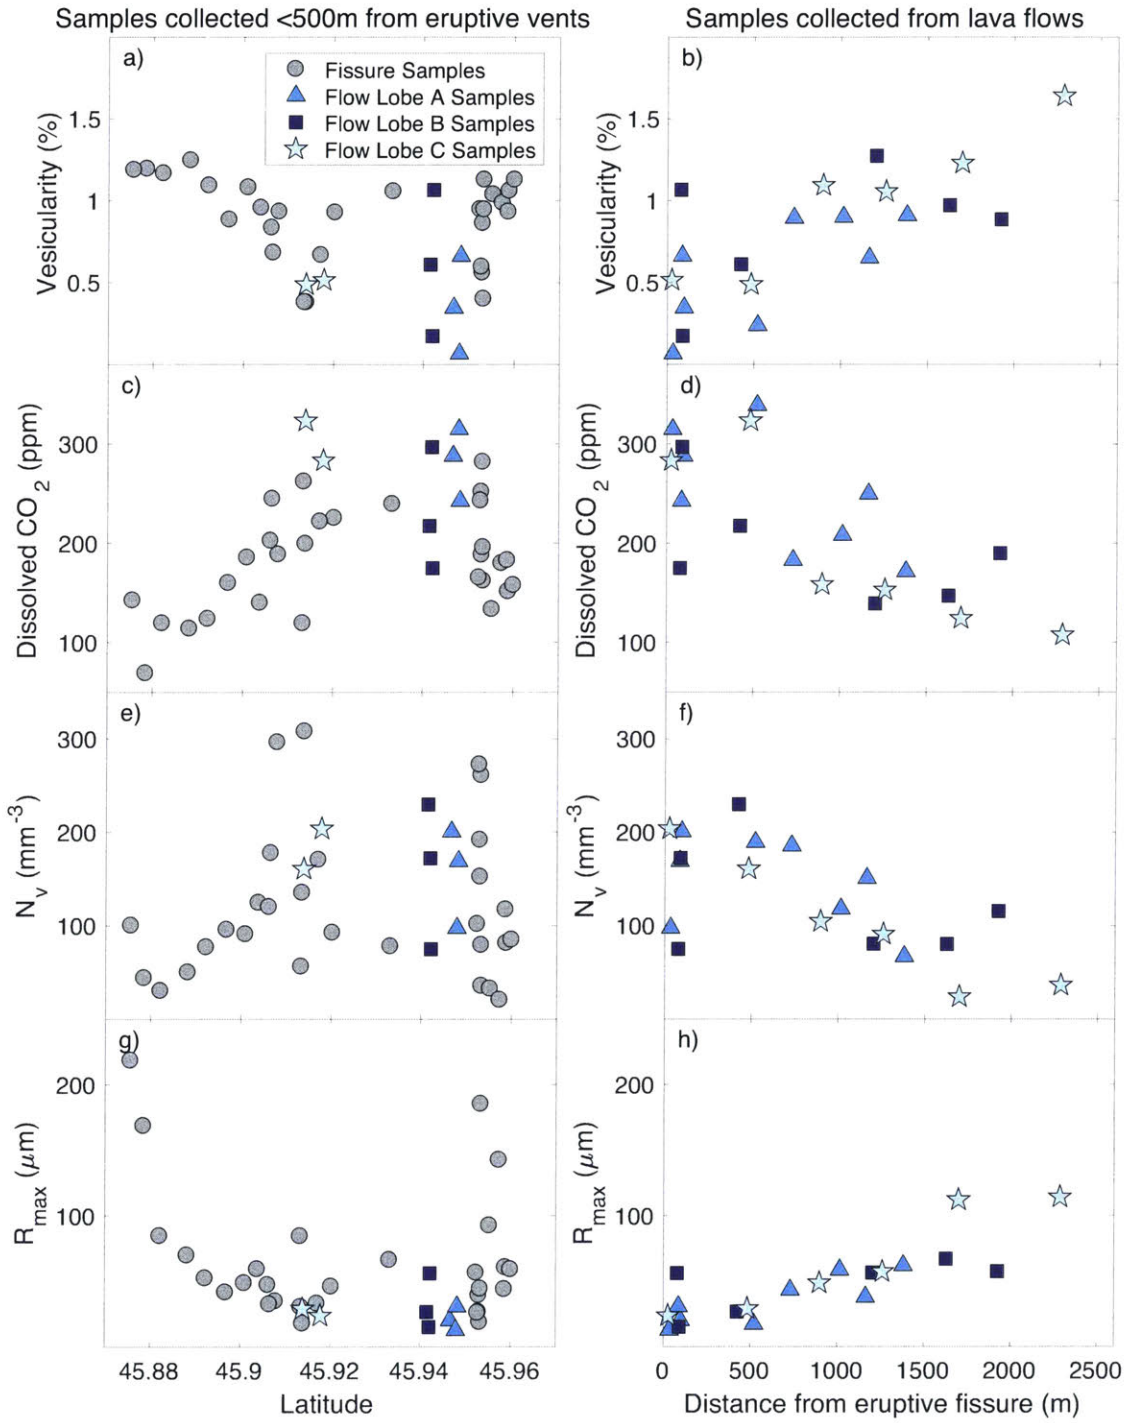 Samples collected <500m from eruptive vents
Samples collected from lava flows
a)
Fissure Samples
Flow Lobe A Samples
Flow Lobe B Samples
Flow Lobe C Samples
Vesicularity (%)
1.5
1
0.5
b)
Vesicularity (%)
1.5
1
0.5
c)
Dissolved CO2 (ppm)
300
200
100
d)
Dissolved CO2 (ppm)
300
200
100
e)
Nv (mm-3)
300
200
100
f)
Nv (mm-3)
300
200
100
g)
Rmax (μm)
200
100
45.88 45.9 45.92 45.94 45.96
Latitude
h)
Rmax (μm)
200
100
0 500 1000 1500 2000 2500
Distance from eruptive fissure (m)